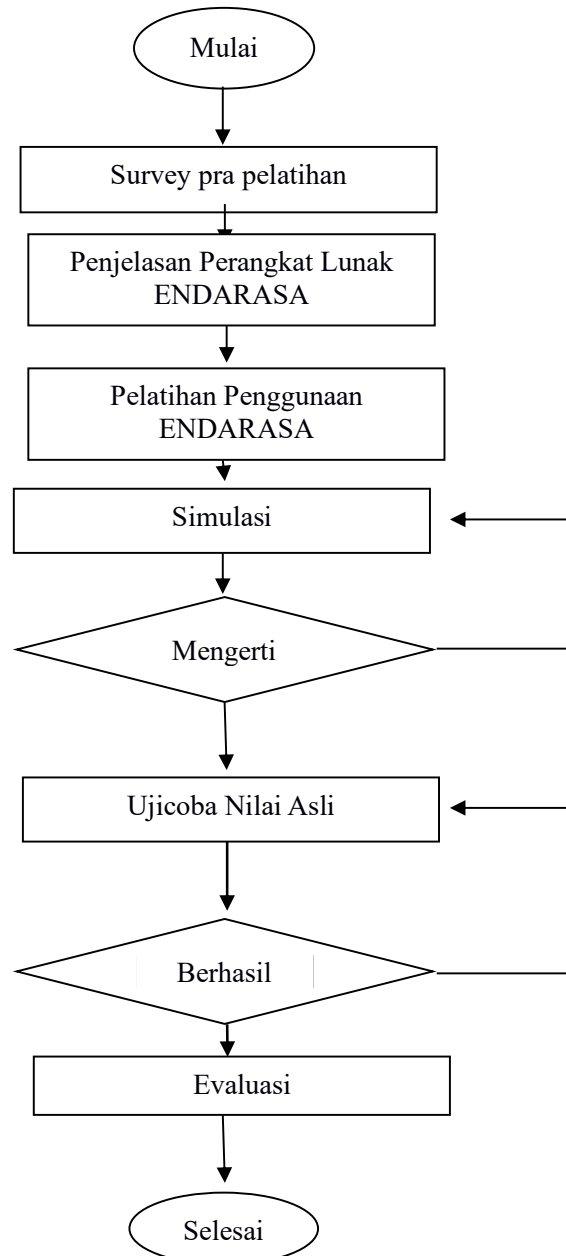 Mulai
Survey pra pelatihan
Penjelasan Perangkat Lunak
ENDARASA
Pelatihan Penggunaan
ENDARASA
Simulasi
Mengerti
Ujicoba Nilai Asli
Berhasil
Evaluasi
Selesai